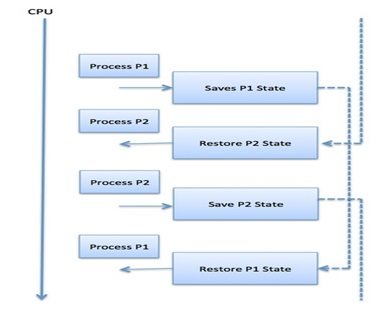 CPU
Process P1
Saves P1 State
Process P2
Restore P2 State
Process P2
Save P2 State
Process P1
Restore P1 State